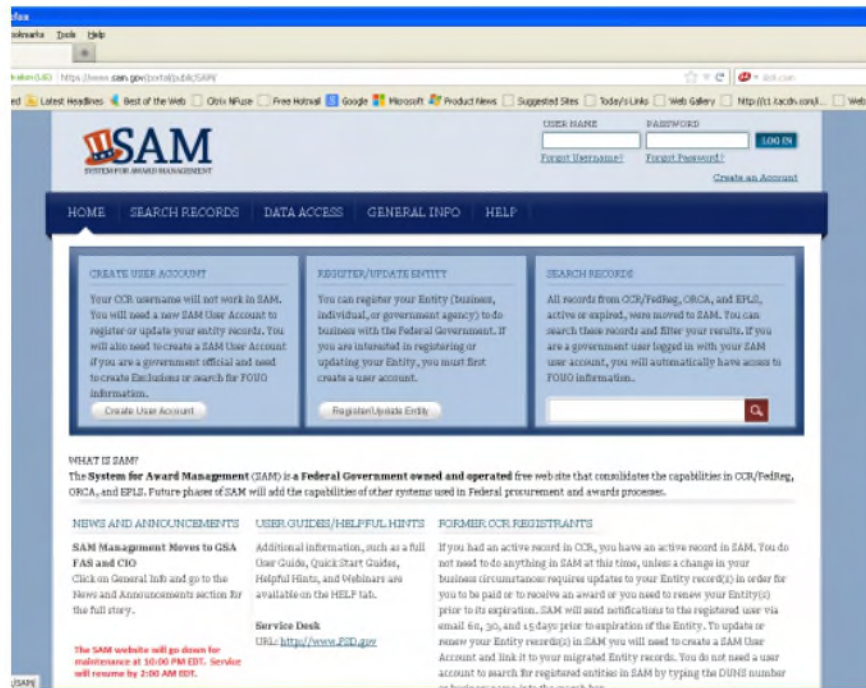 Bookmarks Tools Help
https://www.sam.gov/portal/public/SAM/
Latest Headlines Best of the Web Citrix NFuse Free Hotmail Google Microsoft Product News Suggested Sites Today's Links Web Gallery
USER NAME PASSWORD
LOG IN
Forgot Username? Forgot Password?
Create an Account
SAM
SYSTEM FOR AWARD MANAGEMENT
HOME SEARCH RECORDS DATA ACCESS GENERAL INFO HELP
CREATE USER ACCOUNT
Your CCR username will not work in SAM.
You will need a new SAM User Account to
register or update your entity records. You
will also need to create a SAM User Account
if you are a government official and need
to create Exclusions or search for FOUO
information.
Create User Account
REGISTER/UPDATE ENTITY
You can register your Entity (business,
individual, or government agency) to do
business with the Federal Government. If
you are interested in registering or
updating your Entity, you must first
create a user account.
Register/Update Entity
SEARCH RECORDS
All records from CCR/FedReg, ORCA, and EPLS,
active or expired, were moved to SAM. You can
search these records and filter your results. If you
are a government user logged in with your SAM
user account, you will automatically have access to
FOUO information.
WHAT IS SAM?
The System for Award Management (SAM) is a Federal Government owned and operated free web site that consolidates the capabilities in CCR/FedReg,
ORCA, and EPLS. Future phases of SAM will add the capabilities of other systems used in Federal procurement and awards processes.
NEWS AND ANNOUNCEMENTS
SAM Management Moves to GSA
FAS and CIO
Click on General Info and go to the
News and Announcements section for
the full story.
The SAM website will go down for
maintenance at 10:00 PM EDT. Service
will resume by 2:00 AM EDT.
USER GUIDES/HELPFUL HINTS
Additional information, such as a full
User Guide, Quick Start Guides,
Helpful Hints, and Webinars are
available on the HELP tab.
Service Desk
URL: http://www.FSD.gov
FORMER CCR REGISTRANTS
If you had an active record in CCR, you have an active record in SAM. You do
not need to do anything in SAM at this time, unless a change in your
business circumstances requires updates to your Entity record(s) in order for
you to be paid or to receive an award or you need to renew your Entity(s)
prior to its expiration. SAM will send notifications to the registered user via
email 60, 30, and 15 days prior to expiration of the Entity. To update or
renew your Entity records(s) in SAM you will need to create a SAM User
Account and link it to your migrated Entity records. You do not need a user
account to search for registered entities in SAM by typing the DUNS number
or business name into the search box.
/SAM/